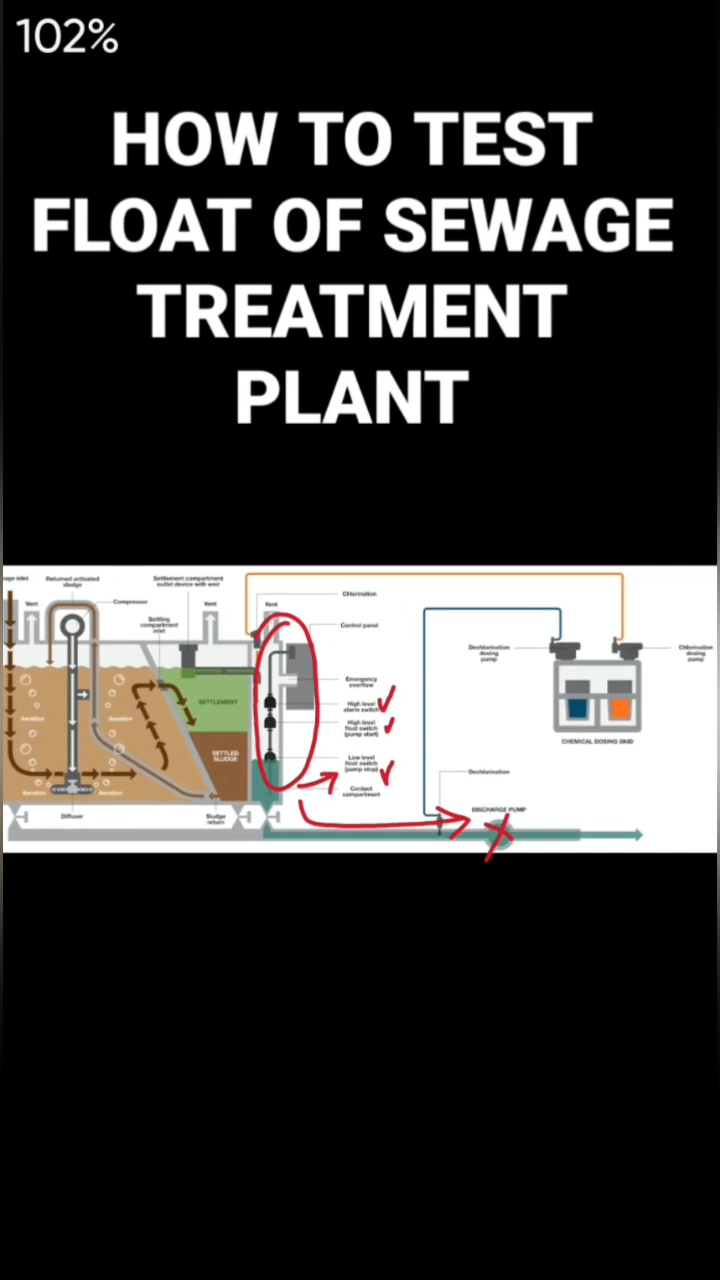 102%
HOW TO TEST
FLOAT OF SEWAGE
TREATMENT
PLANT
age inlet
Returned activated
sludge
Vent
Compressor
Settling
compartment
inlet
Settlement compartment
outlet device with weir
Vent
Vent
Chlorination
Control panel
Emergency
overflow
High level
alarm switch
High level
float switch
(pump start)
Low level
float switch
(pump stop)
Contact
compartment
Aeration
Aeration
SETTLEMENT
SETTLED
SLUDGE
Aeration
Aeration
Diffuser
Sludge
return
Dechlorination
dosing
pump
Chlorination
dosing
pump
CHEMICAL DOSING SKID
Dechlorination
DISCHARGE PUMP